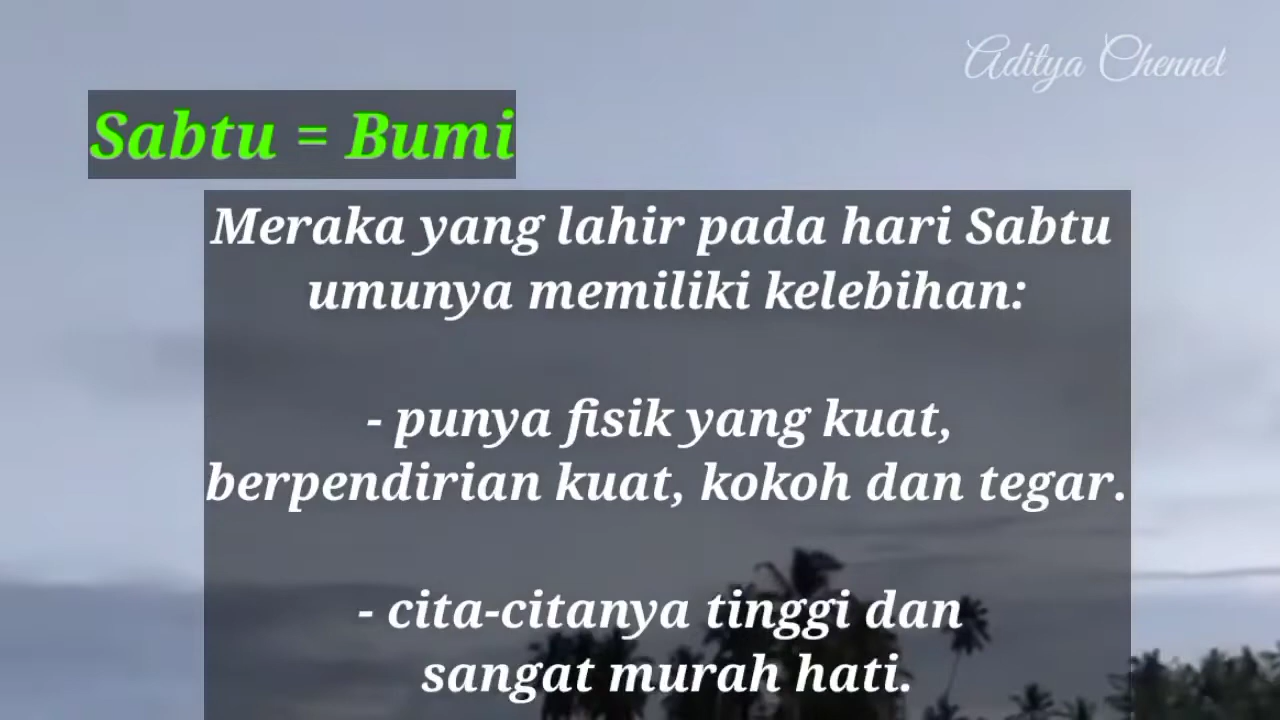 Aditya Chennel
Sabtu = Bumi
Meraka yang lahir pada hari Sabtu
umunya memiliki kelebihan:
- punya fisik yang kuat,
berpendirian kuat, kokoh dan tegar.
- cita-citanya tinggi dan
sangat murah hati.